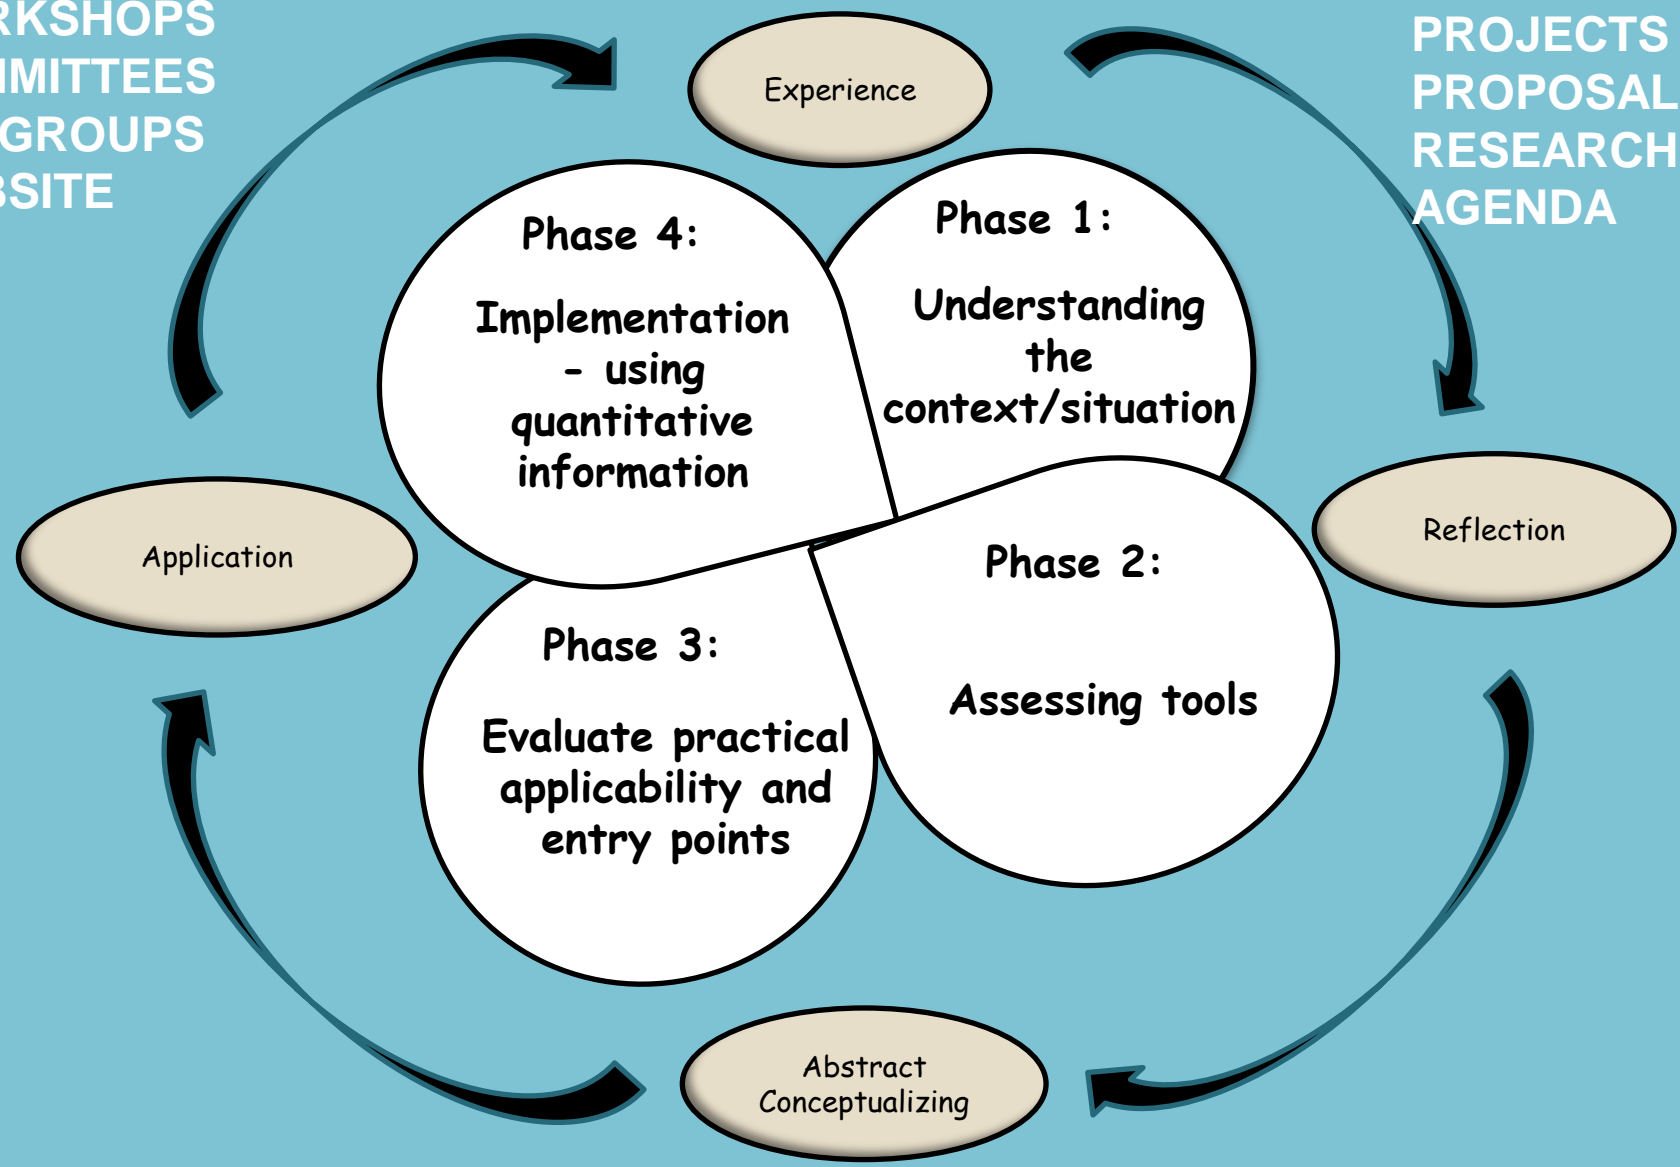 RKSHOPS
MMITTEES
GROUPS
BSITE
PROJECTS
PROPOSAL
RESEARCH
AGENDA
Experience
Phase 1:
Understanding
the
context/situation
Phase 4:
Implementation
- using
quantitative
information
Application
Reflection
Phase 2:
Assessing tools
Phase 3:
Evaluate practical
applicability and
entry points
Abstract
Conceptualizing